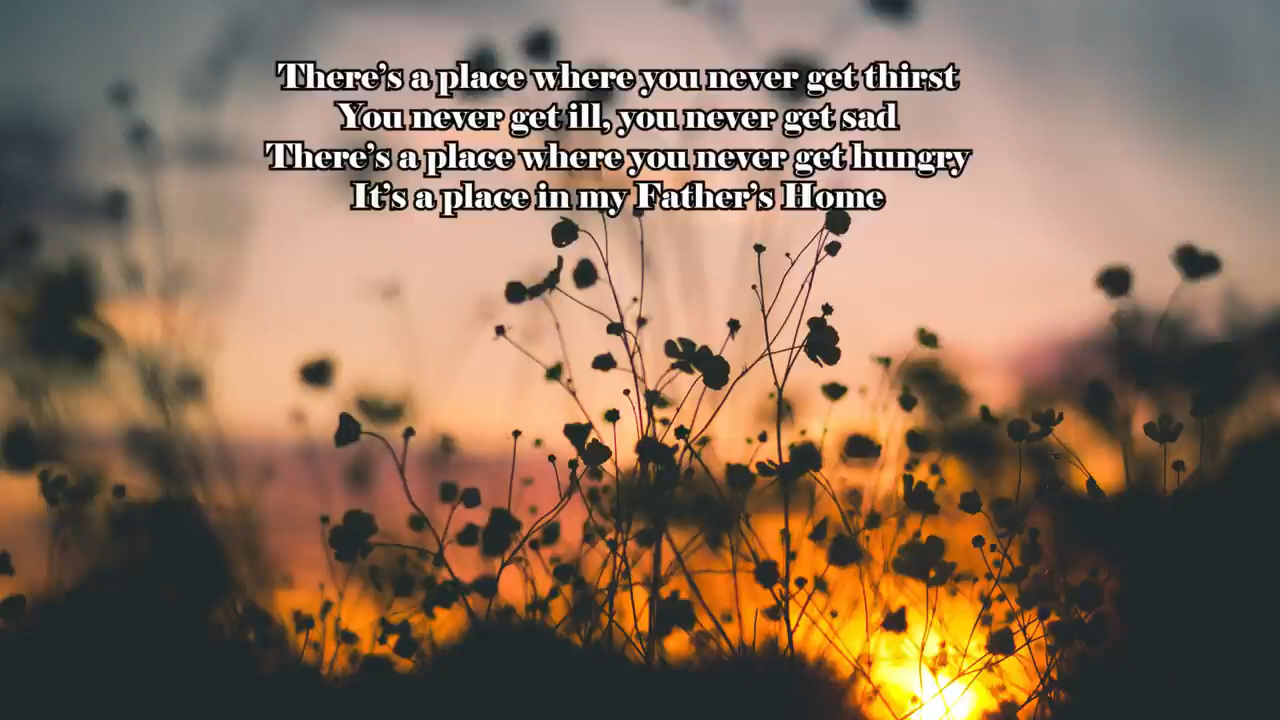 There's a place where you never get thirst
You never get ill, you never get sad
There's a place where you never get hungry
It's a place in my Father's Home